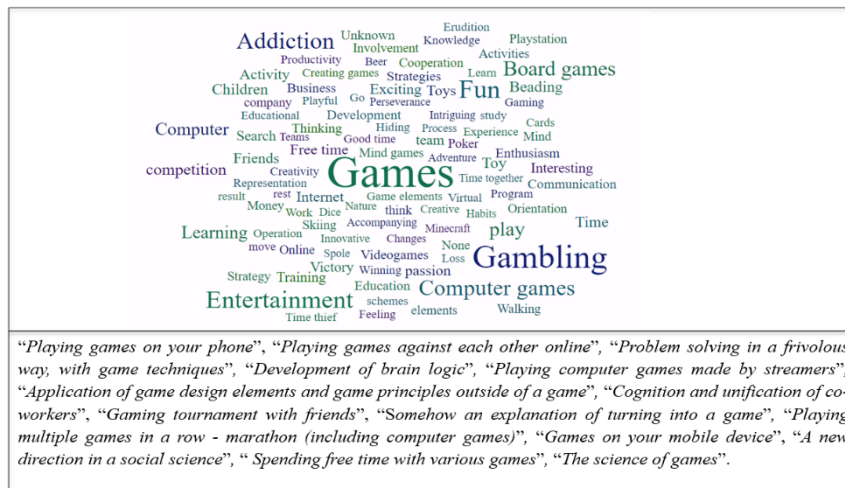 Erudition
Addiction Unknown Knowledge Playstation
Involvement Activities
Productivity Beer Cooperation
Activity Creating games Strategies Learn Board games
Children Business Exciting Toys Fun Beading
company Playful Go Perseverance Gaming
Educational Development Intriguing study Cards
Computer Thinking Hiding Process Experience Mind
Search Teams Good time team Poker
Free time Mind games Enthusiasm
Friends Adventure Toy
competition Creativity Games Time together Interesting
Representation Communication
result rest Internet Game elements Virtual Program
Money Nature think Creative Habits Orientation
Work Dice Time
Skiing Accompanying Minecraft play
Learning Operation Innovative Changes None
move Online Spole Videogames Loss Gambling
Strategy Training Victory Winning passion
Education Computer games
Entertainment schemes elements Walking
Time thief Feeling
“Playing games on your phone”, “Playing games against each other online”, “Problem solving in a frivolous
way, with game techniques”, “Development of brain logic”, “Playing computer games made by streamers”,
“Application of game design elements and game principles outside of a game”, “Cognition and unification of co-
workers”, “Gaming tournament with friends”, “Somehow an explanation of turning into a game”, “Playing
multiple games in a row - marathon (including computer games)”, “Games on your mobile device”, “A new
direction in a social science”, “ Spending free time with various games”, “The science of games”.